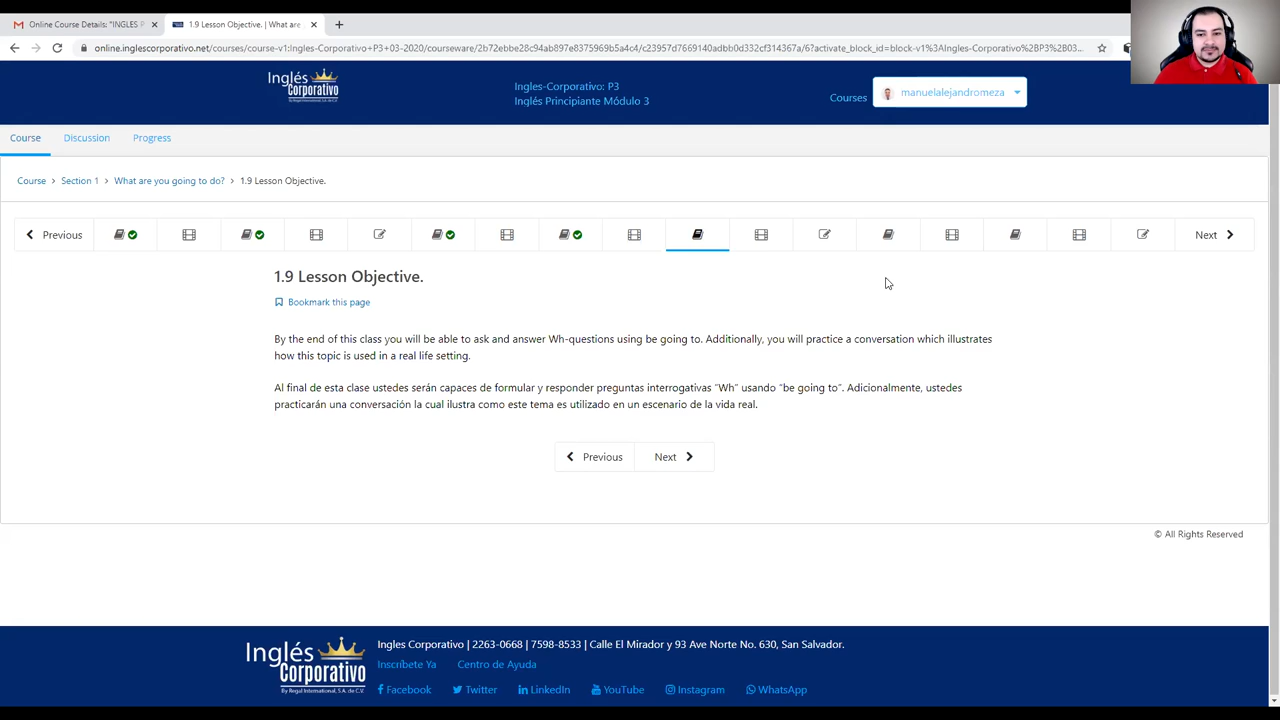 Online Course Details: "INGLES P
1.9 Lesson Objective. | What are
online.inglescorporativo.net/courses/course-v1:Ingles-Corporativo+P3+03-2020/courseware/2b72ebbe28c94ab897e8375969b5a4c4/c23957d7669140adbb0d332cf314367a/6?activate_block_id=block-v1%3AIngles-Corporativo%2BP3%2B03...
Inglés
Corporativo
By Regul International, S.A. de C.V.
Ingles-Corporativo: P3
Inglés Principiante Módulo 3
Courses
manuelalejandromeza
Course
Discussion
Progress
Course > Section 1 > What are you going to do? > 1.9 Lesson Objective.
Previous
Next
1.9 Lesson Objective.
Bookmark this page
By the end of this class you will be able to ask and answer Wh-questions using be going to. Additionally, you will practice a conversation which illustrates
how this topic is used in a real life setting.
Al final de esta clase ustedes serán capaces de formular y responder preguntas interrogativas "Wh" usando "be going to". Adicionalmente, ustedes
practicarán una conversación la cual ilustra como este tema es utilizado en un escenario de la vida real.
Previous
Next
© All Rights Reserved
Inglés
Corporativo
By Regul International, S.A. de C.V.
Ingles Corporativo | 2263-0668 | 7598-8533 | Calle El Mirador y 93 Ave Norte No. 630, San Salvador.
Inscríbete Ya
Centro de Ayuda
Facebook
Twitter
LinkedIn
YouTube
Instagram
WhatsApp